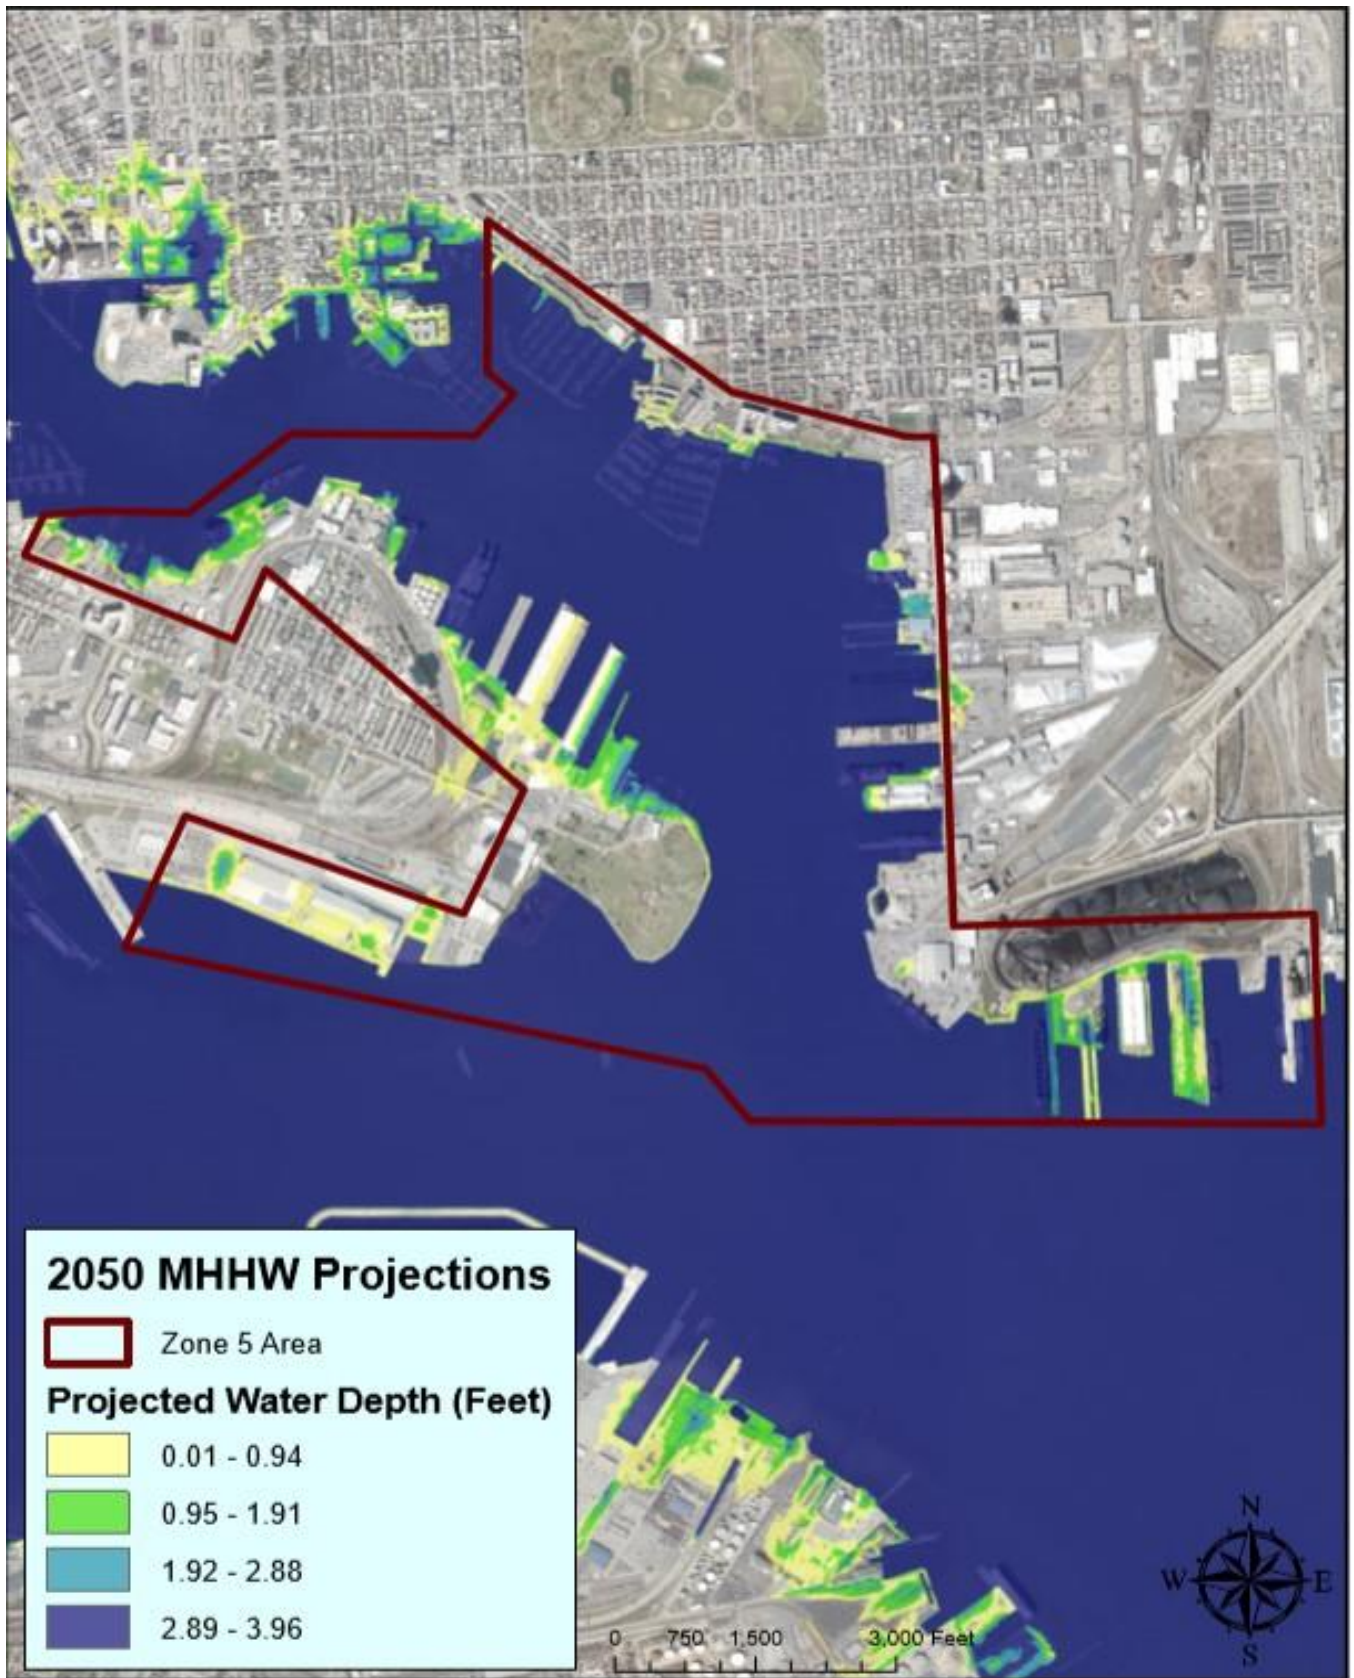 2050 MHHW Projections
Zone 5 Area
Projected Water Depth (Feet)
0.01 - 0.94
0.95 - 1.91
1.92 - 2.88
2.89 - 3.96
0 750 1,500 3,000 Feet
N
W E
S